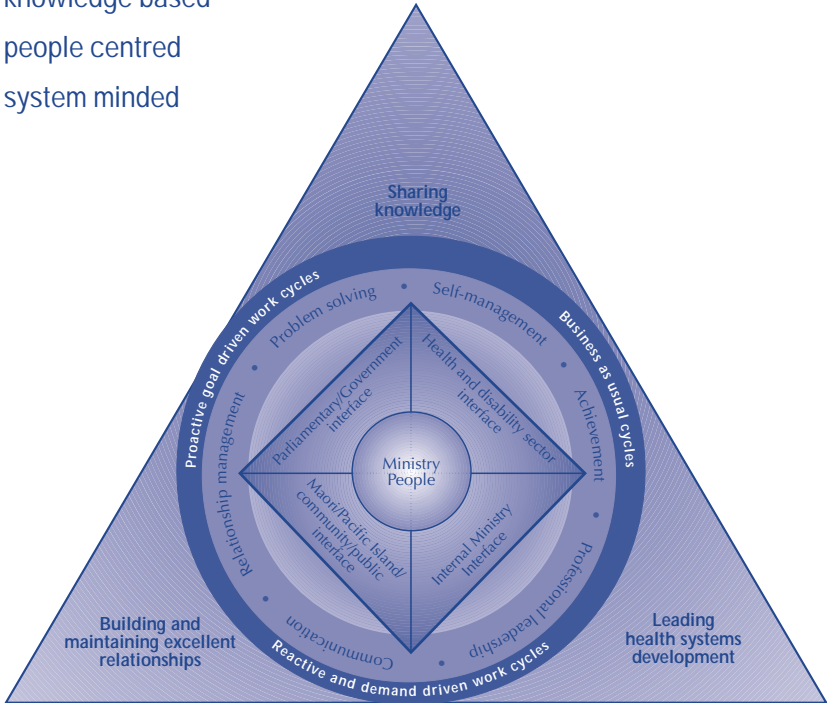 knowledge based
people centred
system minded
Sharing
knowledge
Proactive goal driven work cycles
Business as usual cycles
Reactive and demand driven work cycles
Problem solving
Self-management
Achievement
Professional leadership
Communication
Relationship management
Parliamentary/Government
interface
Health and disability sector
interface
Ministry
People
Maori/Pacific Island/
community/public
interface
Internal Ministry
Interface
Building and
maintaining excellent
relationships
Leading
health systems
development